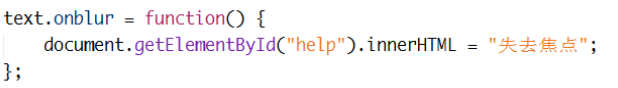 text.onblur = function() {
    document.getElementById("help").innerHTML = "失去焦点";
};